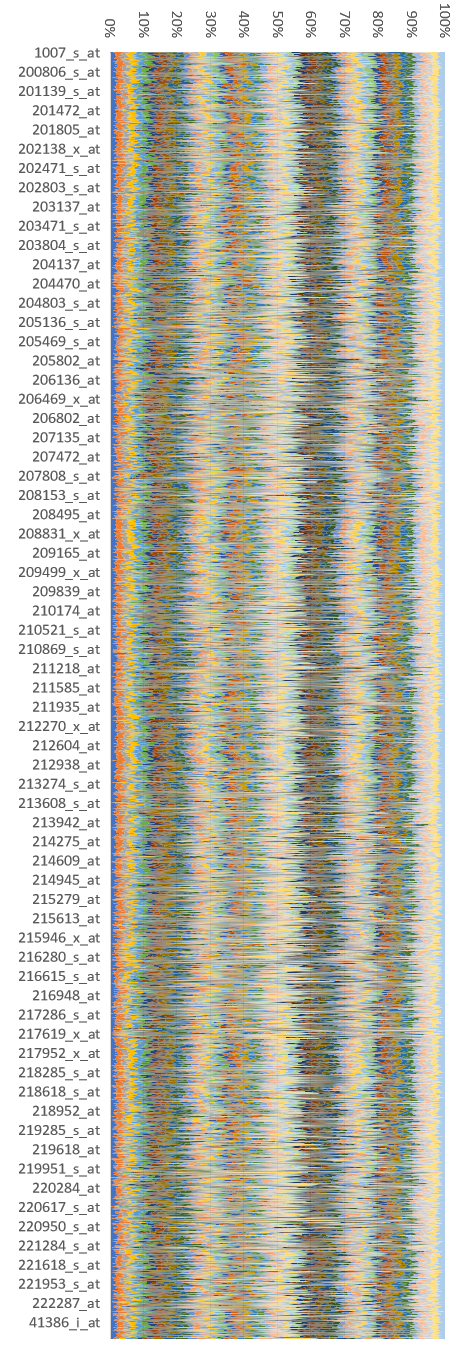 0%
10%
20%
30%
40%
50%
60%
70%
80%
90%
100%
1007_s_at
200806_s_at
201139_s_at
201472_at
201805_at
202138_x_at
202471_s_at
202803_s_at
203137_at
203471_s_at
203804_s_at
204137_at
204470_at
204803_s_at
205136_s_at
205469_s_at
205802_at
206136_at
206469_x_at
206802_at
207135_at
207472_at
207808_s_at
208153_s_at
208495_at
208831_x_at
209165_at
209499_x_at
209839_at
210174_at
210521_s_at
210869_s_at
211218_at
211585_at
211935_at
212270_x_at
212604_at
212938_at
213274_s_at
213608_s_at
213942_at
214275_at
214609_at
214945_at
215279_at
215613_at
215946_x_at
216280_s_at
216615_s_at
216948_at
217286_s_at
217619_x_at
217952_x_at
218285_s_at
218618_s_at
218952_at
219285_s_at
219618_at
219951_s_at
220284_at
220617_s_at
220950_s_at
221284_s_at
221618_s_at
221953_s_at
222287_at
41386_i_at